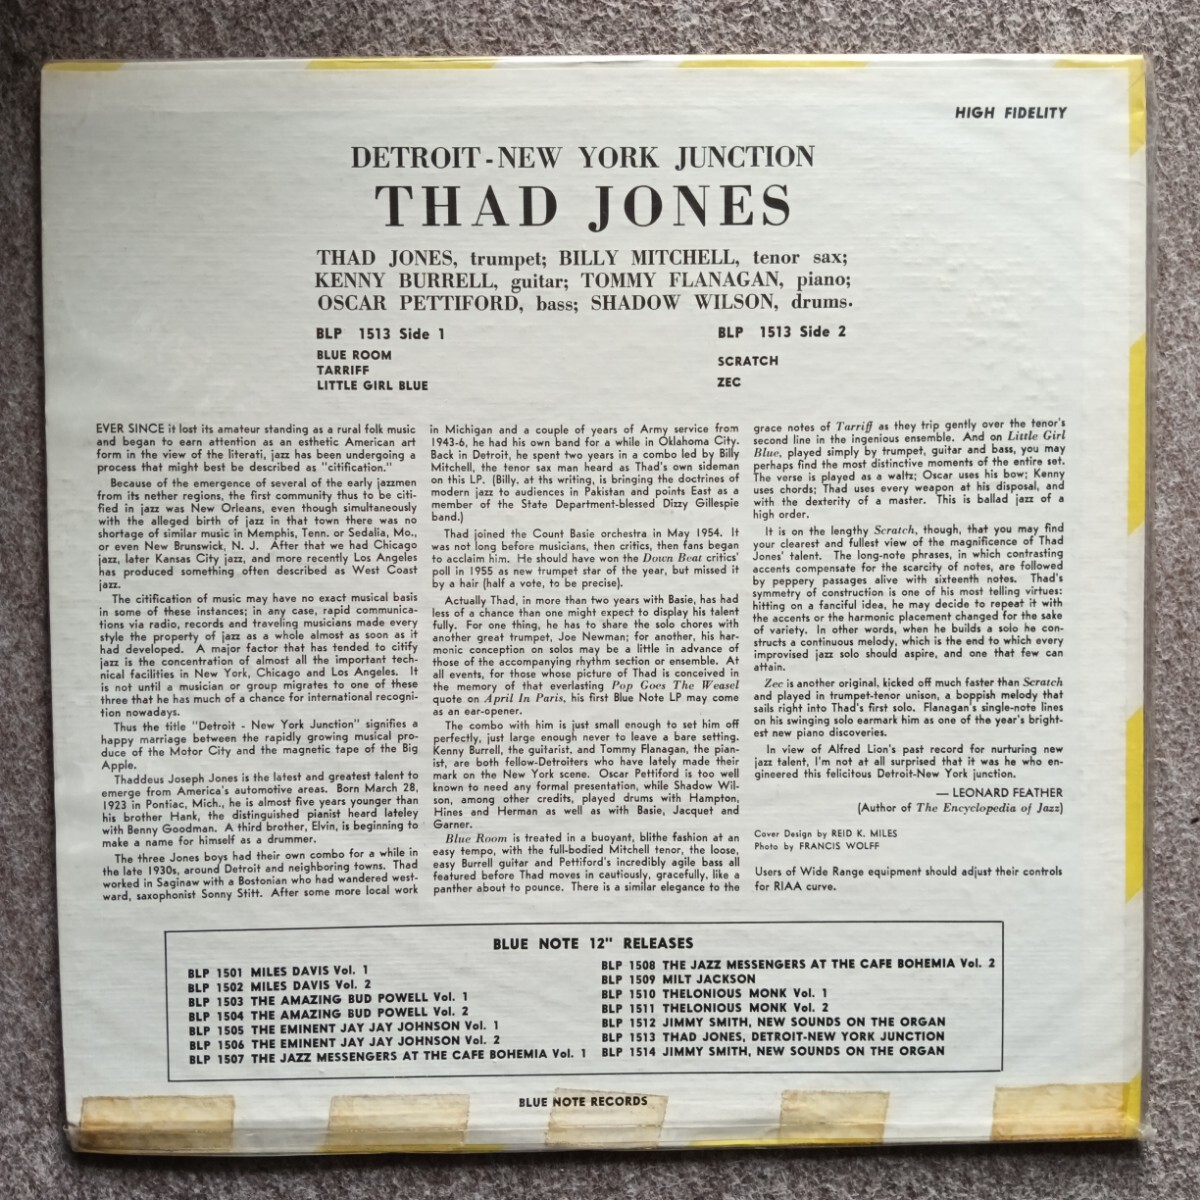 HIGH FIDELITY
DETROIT - NEW YORK JUNCTION
THAD JONES
THAD JONES, trumpet; BILLY MITCHELL, tenor sax;
KENNY BURRELL, guitar; TOMMY FLANAGAN, piano;
OSCAR PETTIFORD, bass; SHADOW WILSON, drums.
BLP 1513 Side 1
BLUE ROOM
TARRIFF
LITTLE GIRL BLUE
BLP 1513 Side 2
SCRATCH
ZEC
EVER SINCE it lost its amateur standing as a rural folk music
and began to earn attention as an esthetic American art
form in the view of the literati, jazz has been undergoing a
process that might best be described as "citification."
Because of the emergence of several of the early jazzmen
from its nether regions, the first community thus to be citi-
fied in jazz was New Orleans, even though simultaneously
with the alleged birth of jazz in that town there was no
shortage of similar music in Memphis, Tenn. or Sedalia, Mo.,
or even New Brunswick, N. J. After that we had Chicago
jazz, later Kansas City jazz, and more recently Los Angeles
has produced something often described as West Coast
jazz.
The citification of music may have no exact musical basis
in some of these instances; in any case, rapid communica-
tions via radio, records and traveling musicians made every
style the property of jazz as a whole almost as soon as it
had developed. A major factor that has tended to citify
jazz is the concentration of almost all the important tech-
nical facilities in New York, Chicago and Los Angeles. It
is not until a musician or group migrates to one of these
three that he has much of a chance for international recogni-
tion nowadays.
Thus the title "Detroit - New York Junction" signifies a
happy marriage between the rapidly growing musical pro-
duce of the Motor City and the magnetic tape of the Big
Apple.
Thaddeus Joseph Jones is the latest and greatest talent to
emerge from America's automotive areas. Born March 28,
1923 in Pontiac, Mich., he is almost five years younger than
his brother Hank, the distinguished pianist heard lateley
with Benny Goodman. A third brother, Elvin, is beginning to
make a name for himself as a drummer.
The three Jones boys had their own combo for a while in
the late 1930s, around Detroit and neighboring towns. Thad
worked in Saginaw with a Bostonian who had wandered west-
ward, saxophonist Sonny Stitt. After some more local work
in Michigan and a couple of years of Army service from
1943-6, he had his own band for a while in Oklahoma City.
Back in Detroit, he spent two years in a combo led by Billy
Mitchell, the tenor sax man heard as Thad's own sideman
on this LP. (Billy, at ths writing, is bringing the doctrines of
modern jazz to audiences in Pakistan and points East as a
member of the State Department-blessed Dizzy Gillespie
band.)
Thad joined the Count Basie orchestra in May 1954. It
was not long before musicians, then critics, then fans began
to acclaim him. He should have won the Down Beat critics'
poll in 1955 as new trumpet star of the year, but missed it
by a hair (half a vote, to be precise).
Actually Thad, in more than two years with Basie, has had
less of a chance than one might expect to display his talent
fully. For one thing, he has to share the solo chores with
another great trumpet, Joe Newman; for another, his har-
monic conception on solos may be a little in advance of
those of the accompanying rhythm section or ensemble. At
all events, for those whose picture of Thad is conceived in
the memory of that everlasting Pop Goes The Weasel
quote on April In Paris, his first Blue Note LP may come
as an ear-opener.
The combo with him is just small enough to set him off
perfectly, just large enough never to leave a bare setting.
Kenny Burrell, the guitarist, and Tommy Flanagan, the pian-
ist, are both fellow-Detroiters who have lately made their
mark on the New York scene. Oscar Pettiford is too well
known to need any formal presentation, while Shadow Wil-
son, among other credits, played drums with Hampton,
Hines and Herman as well as with Basie, Jacquet and
Garner.
Blue Room is treated in a buoyant, blithe fashion at an
easy tempo, with the full-bodied Mitchell tenor, the loose,
easy Burrell guitar and Pettiford's incredibly agile bass all
featured before Thad moves in cautiously, gracefully, like a
panther about to pounce. There is a similar elegance to the
grace notes of Tarriff as they trip gently over the tenor's
second line in the ingenious ensemble. And on Little Girl
Blue, played simply by trumpet, guitar and bass, you may
perhaps find the most distinctive moments of the entire set.
The verse is played as a waltz; Oscar uses his bow; Kenny
uses chords; Thad uses every weapon at his disposal, and
with the dexterity of a master. This is ballad jazz of a
high order.
It is on the lengthy Scratch, though, that you may find
your clearest and fullest view of the magnificence of Thad
Jones' talent. The long-note phrases, in which contrasting
accents compensate for the scarcity of notes, are followed
by peppery passages alive with sixteenth notes. Thad's
symmetry of construction is one of his most telling virtues:
hitting on a fanciful idea, he may decide to repeat it with
the accents or the harmonic placement changed for the sake
of variety. In other words, when he builds a solo he con-
structs a continuous melody, which is the end to which every
improvised jazz solo should aspire, and one that few can
attain.
Zec is another original, kicked off much faster than Scratch
and played in trumpet-tenor unison, a boppish melody that
sails right into Thad's first solo. Flanagan's single-note lines
on his swinging solo earmark him as one of the year's bright-
est new piano discoveries.
In view of Alfred Lion's past record for nurturing new
jazz talent, I'm not at all surprised that it was he who en-
gineered this felicitous Detroit-New York junction.
— LEONARD FEATHER
(Author of The Encyclopedia of Jazz)
Cover Design by REID K. MILES
Photo by FRANCIS WOLFF
Users of Wide Range equipment should adjust their controls
for RIAA curve.
BLUE NOTE 12" RELEASES
BLP 1501 MILES DAVIS Vol. 1
BLP 1502 MILES DAVIS Vol. 2
BLP 1503 THE AMAZING BUD POWELL Vol. 1
BLP 1504 THE AMAZING BUD POWELL Vol. 2
BLP 1505 THE EMINENT JAY JAY JOHNSON Vol. 1
BLP 1506 THE EMINENT JAY JAY JOHNSON Vol. 2
BLP 1507 THE JAZZ MESSENGERS AT THE CAFE BOHEMIA Vol. 1
BLP 1508 THE JAZZ MESSENGERS AT THE CAFE BOHEMIA Vol. 2
BLP 1509 MILT JACKSON
BLP 1510 THELONIOUS MONK Vol. 1
BLP 1511 THELONIOUS MONK Vol. 2
BLP 1512 JIMMY SMITH, NEW SOUNDS ON THE ORGAN
BLP 1513 THAD JONES, DETROIT-NEW YORK JUNCTION
BLP 1514 JIMMY SMITH, NEW SOUNDS ON THE ORGAN
BLUE NOTE RECORDS